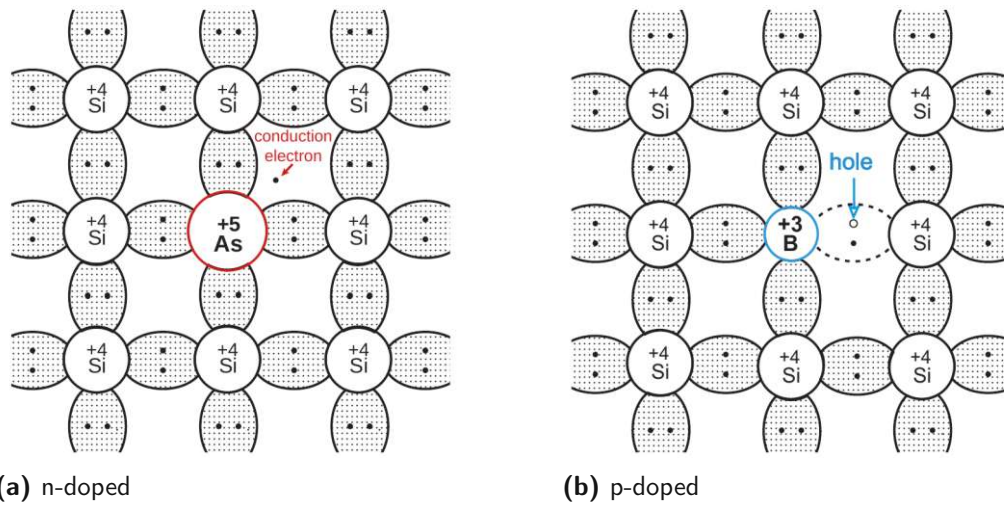 +4 +4 +4
Si Si Si
conduction
electron
+4 +5 +4
Si As Si
+4 +4 +4
Si Si Si
(a) n-doped
+4 +4 +4
Si Si Si
hole
+4 +3 +4
Si B Si
+4 +4 +4
Si Si Si
(b) p-doped